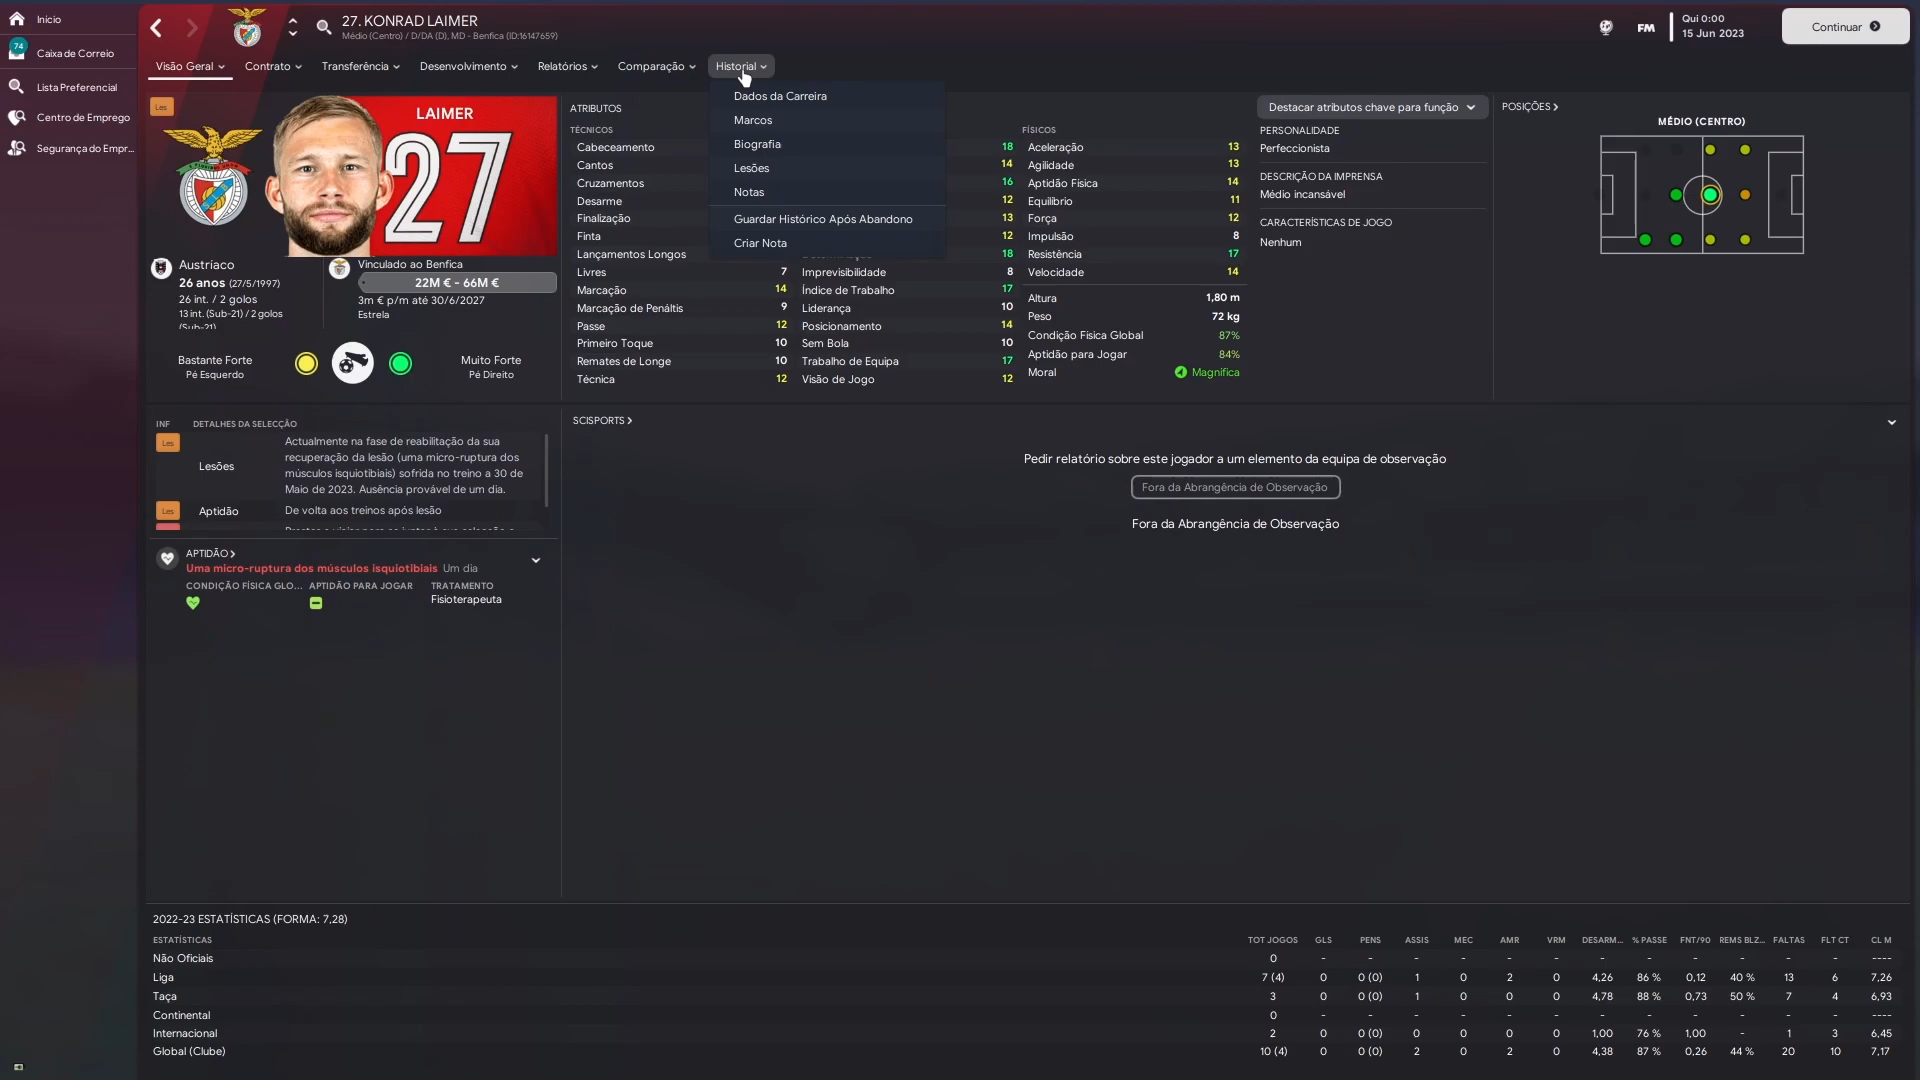 Início
74
Caixa de Correio
Lista Preferencial
Centro de Emprego
Segurança do Empr...
27. KONRAD LAIMER
Médio (Centro) / D/DA (D), MD - Benfica (ID:16147659)
FM
Qui 0:00
15 Jun 2023
Continuar
Visão Geral
Contrato
Transferência
Desenvolvimento
Relatórios
Comparação
Historial
Dados da Carreira
Marcos
Biografia
Lesões
Notas
Guardar Histórico Após Abandono
Criar Nota
Les
LAIMER
27
Austríaco
26 anos (27/5/1997)
26 int. / 2 golos
13 int. (Sub-21) / 2 golos
(Sub-21)
Vinculado ao Benfica
22M € - 66M €
3m € p/m até 30/6/2027
Estrela
Bastante Forte
Pé Esquerdo
Muito Forte
Pé Direito
ATRIBUTOS
TÉCNICOS
Cabeceamento
Cantos
Cruzamentos
Desarme
Finalização
Finta
Lançamentos Longos
Livres 7
Marcação 14
Marcação de Penáltis 9
Passe 12
Primeiro Toque 10
Remates de Longe 10
Técnica 12
18
14
16
12
13
12
18
Imprevisibilidade 8
Índice de Trabalho 17
Liderança 10
Posicionamento 14
Sem Bola 10
Trabalho de Equipa 17
Visão de Jogo 12
FÍSICOS
Aceleração 13
Agilidade 13
Aptidão Física 14
Equilíbrio 11
Força 12
Impulsão 8
Resistência 17
Velocidade 14
Altura 1,80 m
Peso 72 kg
Condição Física Global 87%
Aptidão para Jogar 84%
Moral Magnífica
Destacar atributos chave para função
PERSONALIDADE
Perfeccionista
DESCRIÇÃO DA IMPRENSA
Médio incansável
CARACTERÍSTICAS DE JOGO
Nenhum
POSIÇÕES
MÉDIO (CENTRO)
INF DETALHES DA SELECÇÃO
Les
Lesões
Actualmente na fase de reabilitação da sua
recuperação da lesão (uma micro-ruptura dos
músculos isquiotibiais) sofrida no treino a 30 de
Maio de 2023. Ausência provável de um dia.
Les
Aptidão
De volta aos treinos após lesão
APTIDÃO
Uma micro-ruptura dos músculos isquiotibiais Um dia
CONDIÇÃO FÍSICA GLO... APTIDÃO PARA JOGAR TRATAMENTO
Fisioterapeuta
SCISPORTS
Pedir relatório sobre este jogador a um elemento da equipa de observação
Fora da Abrangência de Observação
Fora da Abrangência de Observação
2022-23 ESTATÍSTICAS (FORMA: 7,28)
ESTATÍSTICAS TOT JOGOS GLS PENS ASSIS MEC AMR VRM DESARM... % PASSE FNT/90 REMS BLZ... FALTAS FLT CT CL M
Não Oficiais 0 - - - - - - - - - - - - ----
Liga 7 (4) 0 0 (0) 1 0 2 0 4,26 86 % 0,12 40 % 13 6 7,26
Taça 3 0 0 (0) 1 0 0 0 4,78 88 % 0,73 50 % 7 4 6,93
Continental 0 - - - - - - - - - - - - ----
Internacional 2 0 0 (0) 0 0 0 0 1,00 76 % 1,00 - 1 3 6,45
Global (Clube) 10 (4) 0 0 (0) 2 0 2 0 4,38 87 % 0,26 44 % 20 10 7,17